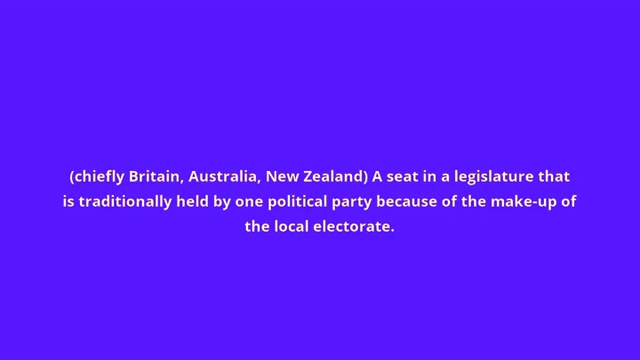 (chiefly Britain, Australia, New Zealand) A seat in a legislature that
is traditionally held by one political party because of the make-up of
the local electorate.